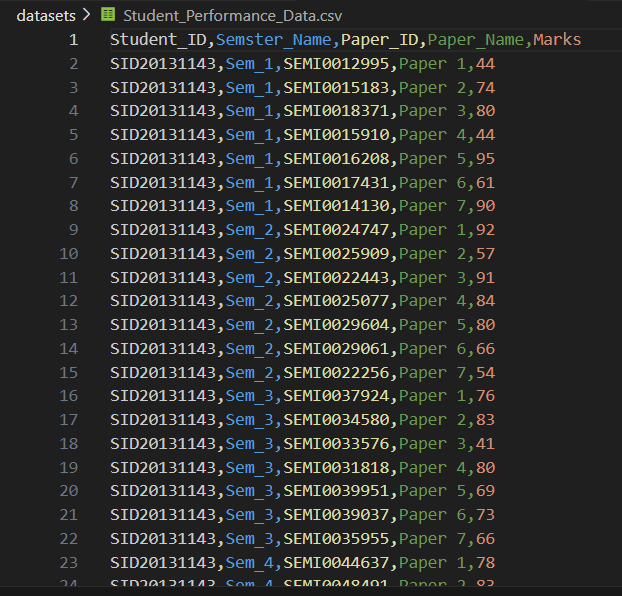 datasets > Student_Performance_Data.csv
1 Student_ID,Semster_Name,Paper_ID,Paper_Name,Marks
2 SID20131143,Sem_1,SEMI0012995,Paper 1,44
3 SID20131143,Sem_1,SEMI0015183,Paper 2,74
4 SID20131143,Sem_1,SEMI0018371,Paper 3,80
5 SID20131143,Sem_1,SEMI0015910,Paper 4,44
6 SID20131143,Sem_1,SEMI0016208,Paper 5,95
7 SID20131143,Sem_1,SEMI0017431,Paper 6,61
8 SID20131143,Sem_1,SEMI0014130,Paper 7,90
9 SID20131143,Sem_2,SEMI0024747,Paper 1,92
10 SID20131143,Sem_2,SEMI0025909,Paper 2,57
11 SID20131143,Sem_2,SEMI0022443,Paper 3,91
12 SID20131143,Sem_2,SEMI0025077,Paper 4,84
13 SID20131143,Sem_2,SEMI0029604,Paper 5,80
14 SID20131143,Sem_2,SEMI0029061,Paper 6,66
15 SID20131143,Sem_2,SEMI0022256,Paper 7,54
16 SID20131143,Sem_3,SEMI0037924,Paper 1,76
17 SID20131143,Sem_3,SEMI0034580,Paper 2,83
18 SID20131143,Sem_3,SEMI0033576,Paper 3,41
19 SID20131143,Sem_3,SEMI0031818,Paper 4,80
20 SID20131143,Sem_3,SEMI0039951,Paper 5,69
21 SID20131143,Sem_3,SEMI0039037,Paper 6,73
22 SID20131143,Sem_3,SEMI0035955,Paper 7,66
23 SID20131143,Sem_4,SEMI0044637,Paper 1,78
24 SID20131143,Sem_4,SEMI0048491,Paper 2,83